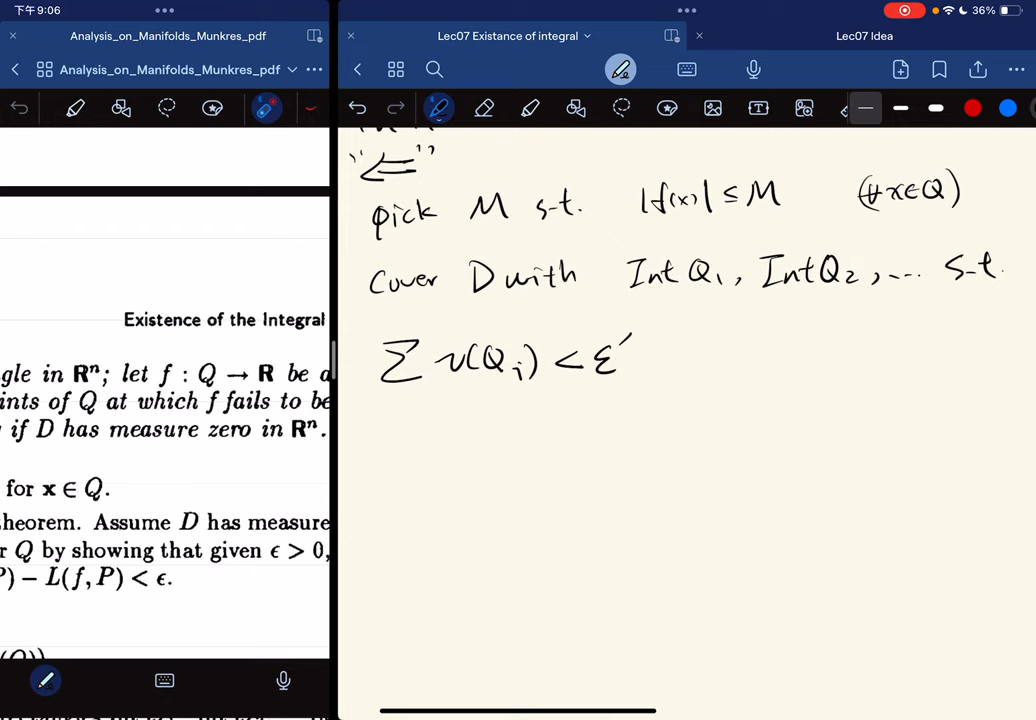 下午9:06
36%
Analysis_on_Manifolds_Munkres_pdf
Analysis_on_Manifolds_Munkres_pdf
Existence of the Integral
gle in Rⁿ; let f : Q → R be a
ints of Q at which f fails to be
if D has measure zero in Rⁿ.
for x ∈ Q.
theorem. Assume D has measure
r Q by showing that given ϵ > 0,
P) − L(f, P) < ϵ.
(Q))
Lec07 Existance of integral
Lec07 Idea
"⇐"
pick M s.t. |f(x)| ≤ M (∀x∈Q)
Cover D with Int Q₁, Int Q₂, ... s.t.
∑ v(Qᵢ) < ε′